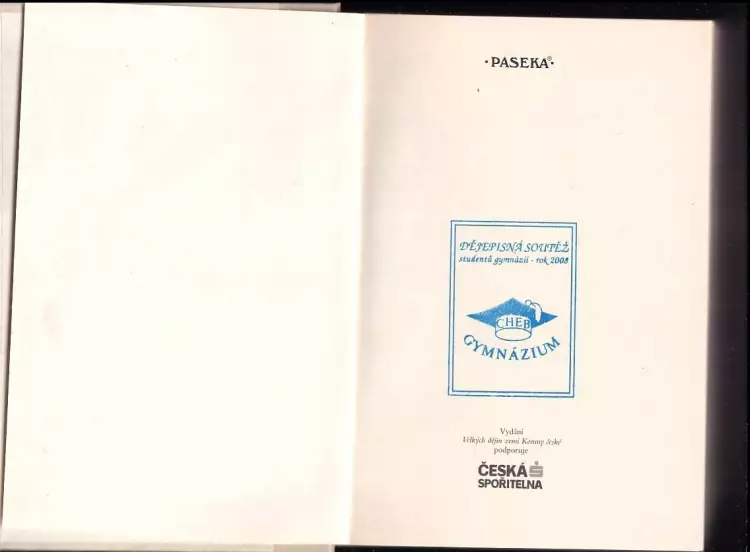 ·PASEKA®·
DĚJEPISNÁ SOUTĚŽ
studentů gymnázií - rok 2008
CHEB
GYMNÁZIUM
Vydání
Velkých dějin zemí Koruny české
podporuje
ČESKÁ
SPOŘITELNA